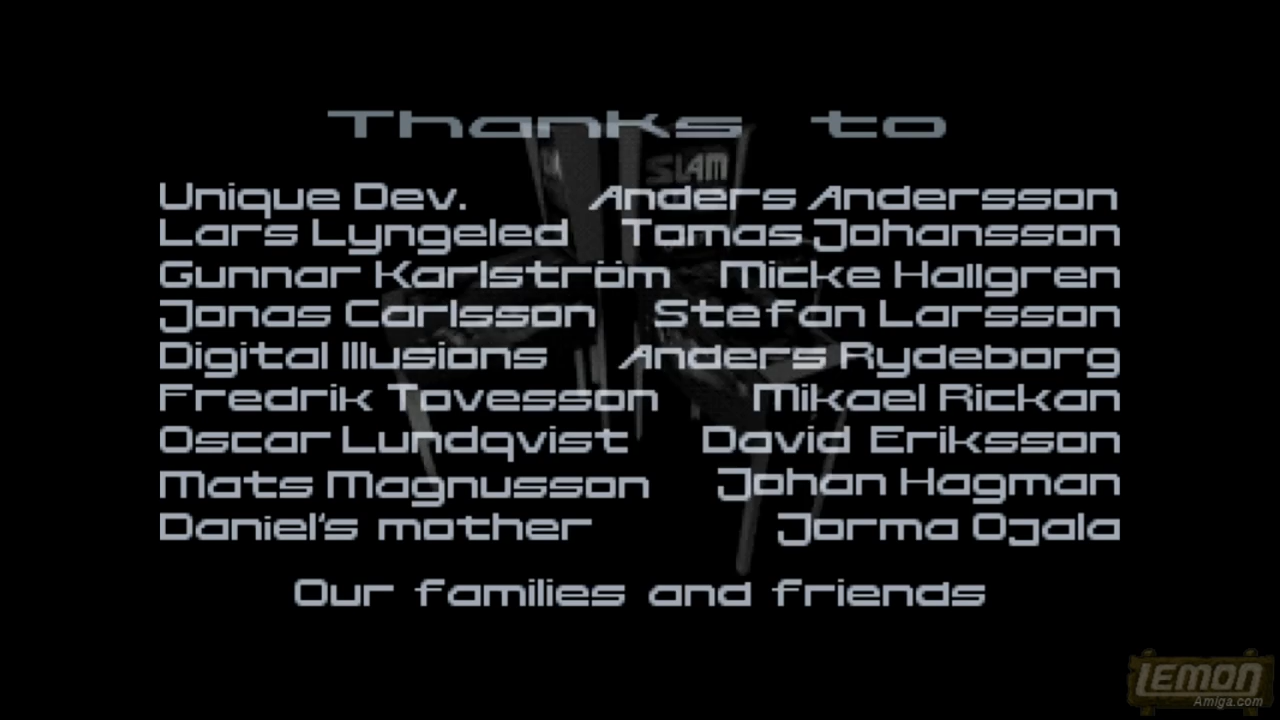 Thanks to
SLAM
Unique Dev. Anders Andersson
Lars Lyngeled Tomas Johansson
Gunnar Karlström Micke Hallgren
Jonas Carlsson Stefan Larsson
Digital Illusions Anders Rydeborg
Fredrik Tovesson Mikael Rickan
Oscar Lundqvist David Eriksson
Mats Magnusson Johan Hagman
Daniel's mother Jorma Ojala
Our families and friends
LEMON
Amiga.com